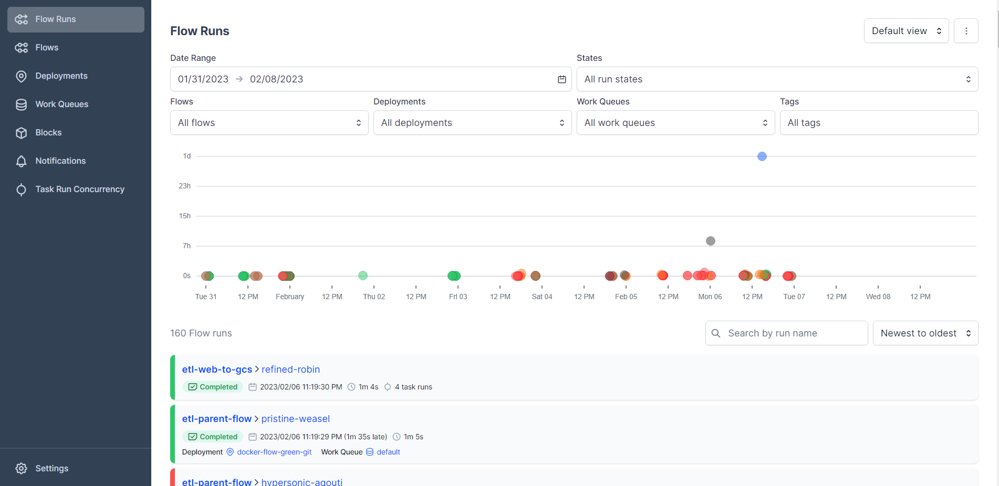 Flow Runs
Flows
Deployments
Work Queues
Blocks
Notifications
Task Run Concurrency
Settings
Flow Runs
Default view
Date Range
States
01/31/2023 → 02/08/2023
All run states
Flows
Deployments
Work Queues
Tags
All flows
All deployments
All work queues
All tags
1d
23h
15h
7h
0s
Tue 31
12 PM
February
12 PM
Thu 02
12 PM
FrI 03
12 PM
Sat 04
12 PM
Feb 05
12 PM
Mon 06
12 PM
Tue 07
12 PM
Wed 08
12 PM
160 Flow runs
Search by run name
Newest to oldest
etl-web-to-gcs > refined-robin
Completed 2023/02/06 11:19:30 PM 1m 4s 4 task runs
etl-parent-flow > pristine-weasel
Completed 2023/02/06 11:19:29 PM (1m 35s late) 1m 5s
Deployment docker-flow-green-git Work Queue default
etl-parent-flow > hypersonic-agouti